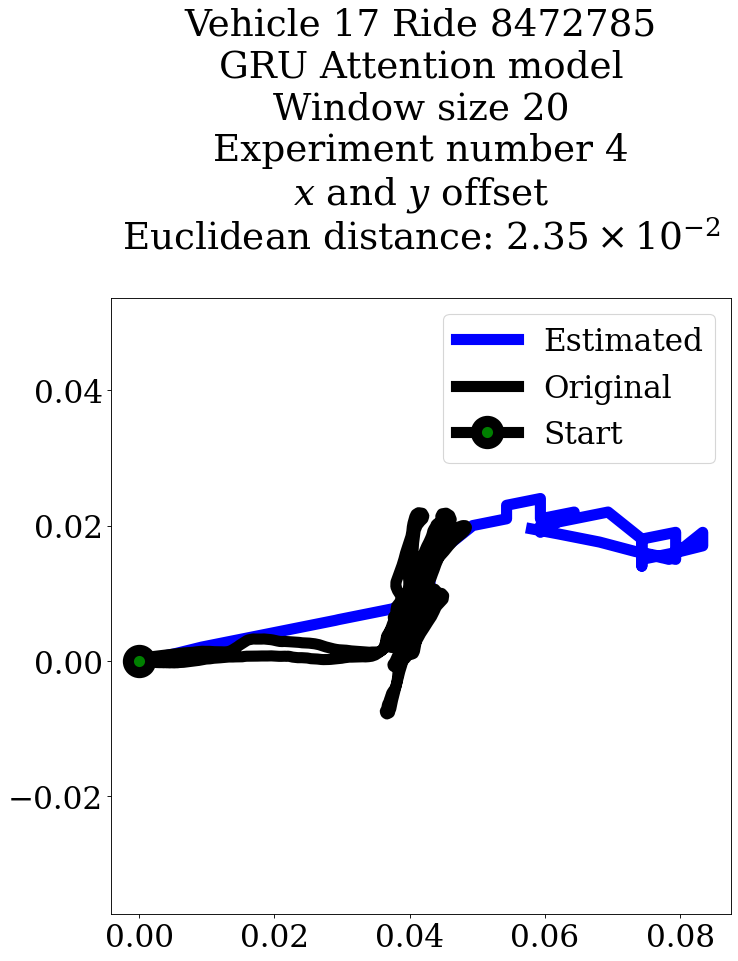 Vehicle 17 Ride 8472785
GRU Attention model
Window size 20
Experiment number 4
x and y offset
Euclidean distance: 2.35 × 10⁻²
Estimated
Original
Start
0.04
0.02
0.00
−0.02
0.00 0.02 0.04 0.06 0.08